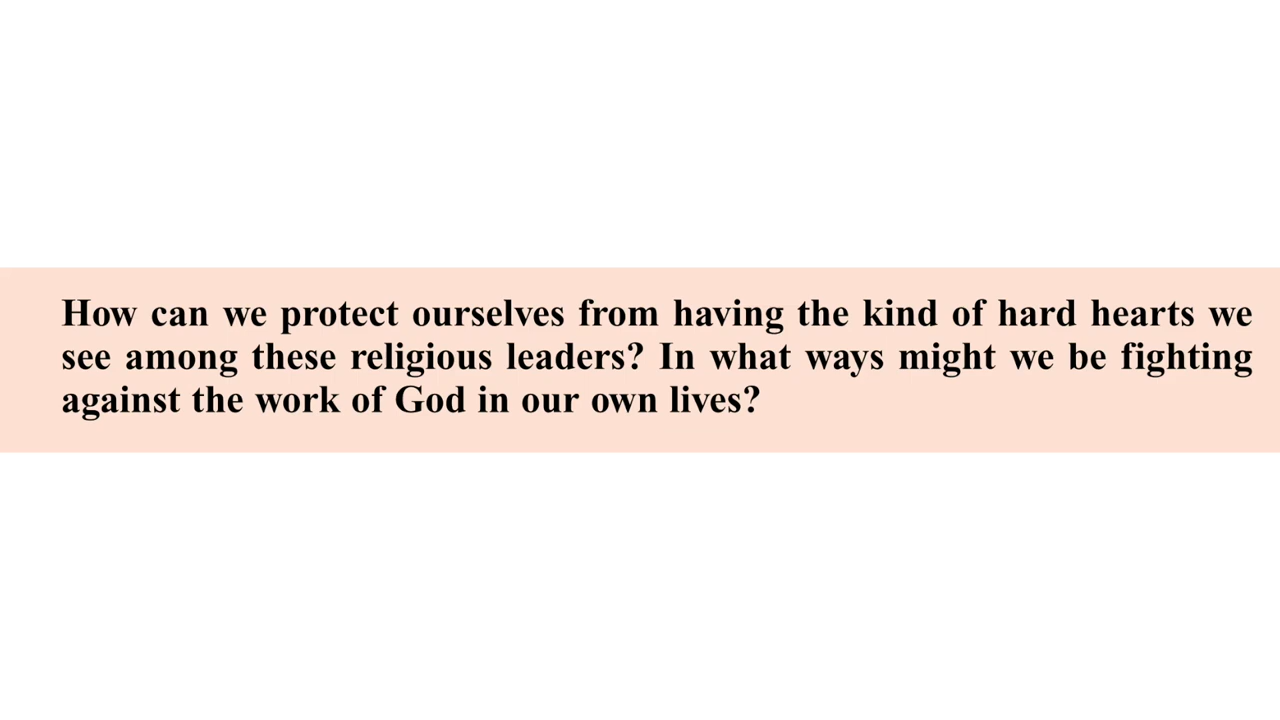 How can we protect ourselves from having the kind of hard hearts we
see among these religious leaders? In what ways might we be fighting
against the work of God in our own lives?